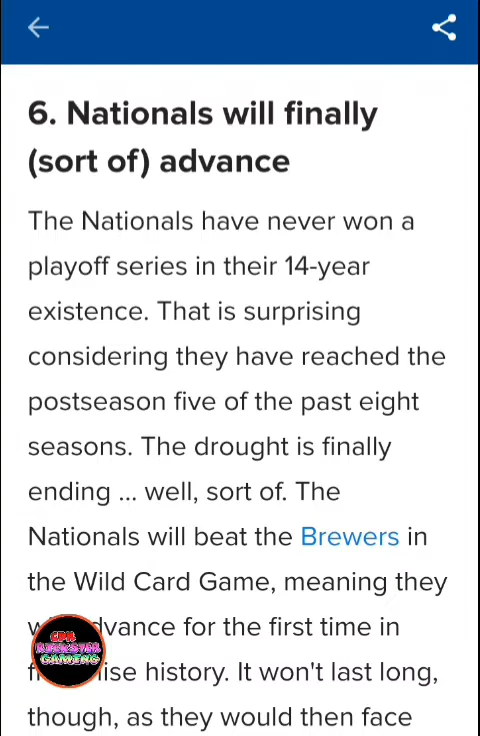 6. Nationals will finally
(sort of) advance
The Nationals have never won a
playoff series in their 14-year
existence. That is surprising
considering they have reached the
postseason five of the past eight
seasons. The drought is finally
ending ... well, sort of. The
Nationals will beat the Brewers in
the Wild Card Game, meaning they
advance for the first time in
history. It won't last long,
though, as they would then face
GAMING